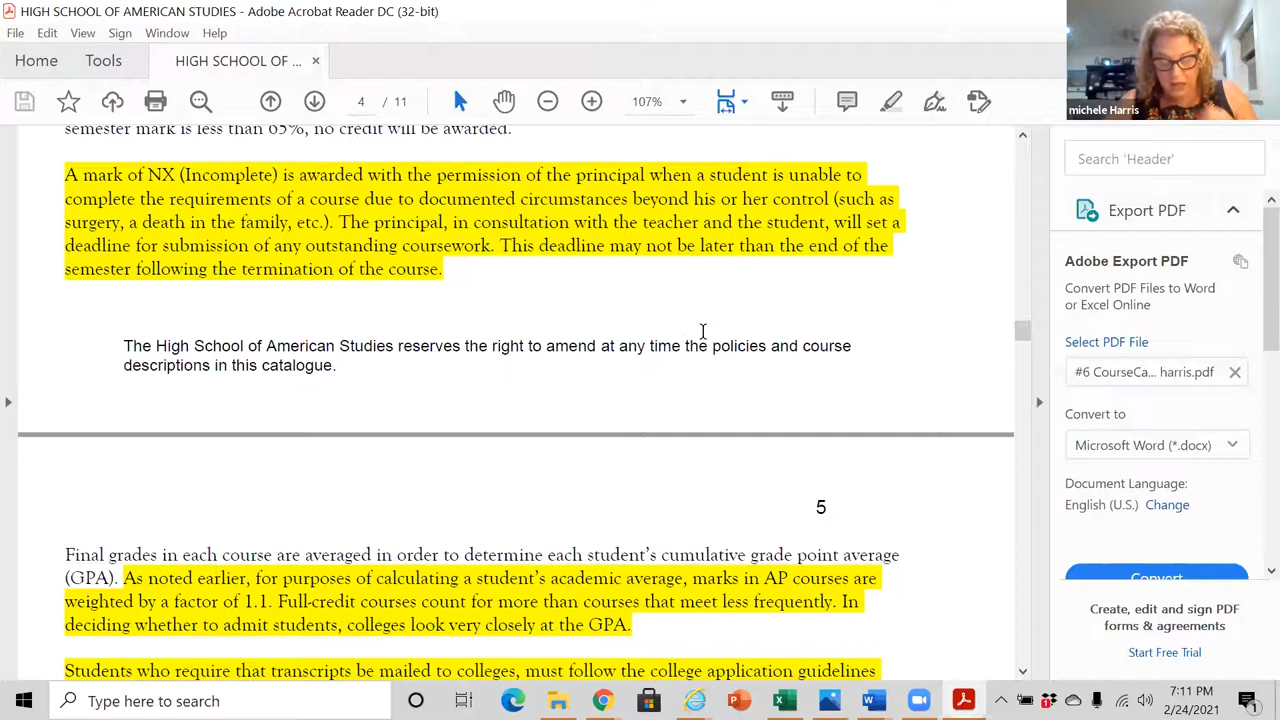 HIGH SCHOOL OF AMERICAN STUDIES - Adobe Acrobat Reader DC (32-bit)
File Edit View Sign Window Help
Home Tools HIGH SCHOOL OF ... ×
4 / 11 107%
michele Harris
semester mark is less than 65%, no credit will be awarded.
A mark of NX (Incomplete) is awarded with the permission of the principal when a student is unable to
complete the requirements of a course due to documented circumstances beyond his or her control (such as
surgery, a death in the family, etc.). The principal, in consultation with the teacher and the student, will set a
deadline for submission of any outstanding coursework. This deadline may not be later than the end of the
semester following the termination of the course.
The High School of American Studies reserves the right to amend at any time the policies and course
descriptions in this catalogue.
5
Final grades in each course are averaged in order to determine each student's cumulative grade point average
(GPA). As noted earlier, for purposes of calculating a student's academic average, marks in AP courses are
weighted by a factor of 1.1. Full-credit courses count for more than courses that meet less frequently. In
deciding whether to admit students, colleges look very closely at the GPA.
Students who require that transcripts be mailed to colleges, must follow the college application guidelines
Search 'Header'
Export PDF
Adobe Export PDF
Convert PDF Files to Word
or Excel Online
Select PDF File
#6 CourseCa... harris.pdf
Convert to
Microsoft Word (*.docx)
Document Language:
English (U.S.) Change
Convert
Create, edit and sign PDF
forms & agreements
Start Free Trial
Type here to search
7:11 PM
2/24/2021